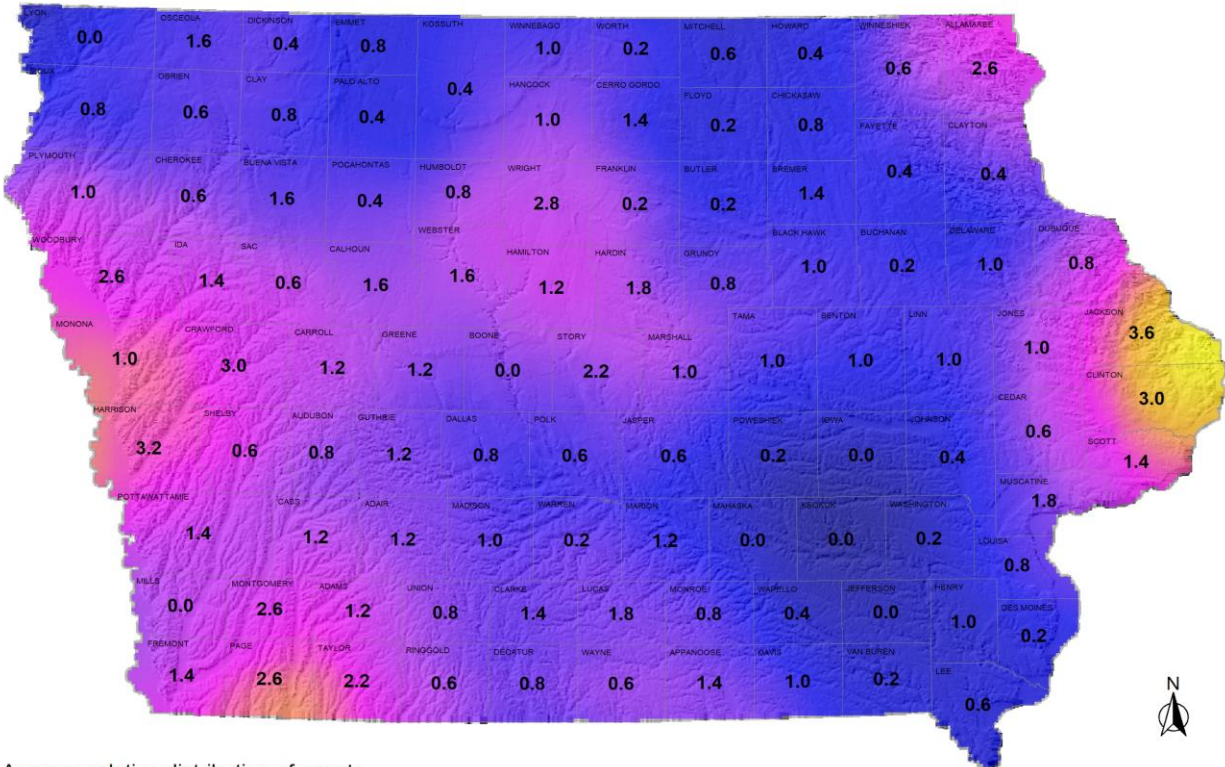 LYON
0.0
OSCEOLA
1.6
DICKINSON
0.4
EMMET
0.8
KOSSUTH
0.4
WINNEBAGO
1.0
WORTH
0.2
MITCHELL
0.6
HOWARD
0.4
WINNESHIEK
0.6
ALLAMAKEE
2.6
SIOUX
0.8
OBRIEN
0.6
CLAY
0.8
PALO ALTO
0.4
HANCOCK
1.0
CERRO GORDO
1.4
FLOYD
0.2
CHICKASAW
0.8
FAYETTE
0.4
CLAYTON
0.4
PLYMOUTH
1.0
CHEROKEE
0.6
BUENA VISTA
1.6
POCAHONTAS
0.4
HUMBOLDT
0.8
WRIGHT
2.8
FRANKLIN
0.2
BUTLER
0.2
BREMER
1.4
WOODBURY
2.6
IDA
1.4
SAC
0.6
CALHOUN
1.6
WEBSTER
1.6
HAMILTON
1.2
HARDIN
1.8
GRUNDY
0.8
BLACK HAWK
1.0
BUCHANAN
0.2
DELAWARE
1.0
DUBUQUE
0.8
MONONA
1.0
CRAWFORD
3.0
CARROLL
1.2
GREENE
1.2
BOONE
0.0
STORY
2.2
MARSHALL
1.0
TAMA
1.0
BENTON
1.0
LINN
1.0
JONES
1.0
JACKSON
3.6
CLINTON
3.0
HARRISON
3.2
SHELBY
0.6
AUDUBON
0.8
GUTHRIE
1.2
DALLAS
0.8
POLK
0.6
JASPER
0.6
POWESHIEK
0.2
IOWA
0.0
JOHNSON
0.4
CEDAR
0.6
SCOTT
1.4
MUSCATINE
1.8
POTTAWATTAMIE
1.4
CASS
1.2
ADAIR
1.2
MADISON
1.0
WARREN
0.2
MARION
1.2
MAHASKA
0.0
KEOKUK
0.0
WASHINGTON
0.2
LOUISA
0.8
MILLS
0.0
MONTGOMERY
2.6
ADAMS
1.2
UNION
0.8
CLARKE
1.4
LUCAS
1.8
MONROE
0.8
WAPELLO
0.4
JEFFERSON
0.0
HENRY
1.0
DES MOINES
0.2
FREMONT
1.4
PAGE
2.6
TAYLOR
2.2
RINGGOLD
0.6
DECATUR
0.8
WAYNE
0.6
APPANOOSE
1.4
DAVIS
1.0
VAN BUREN
0.2
LEE
0.6
N